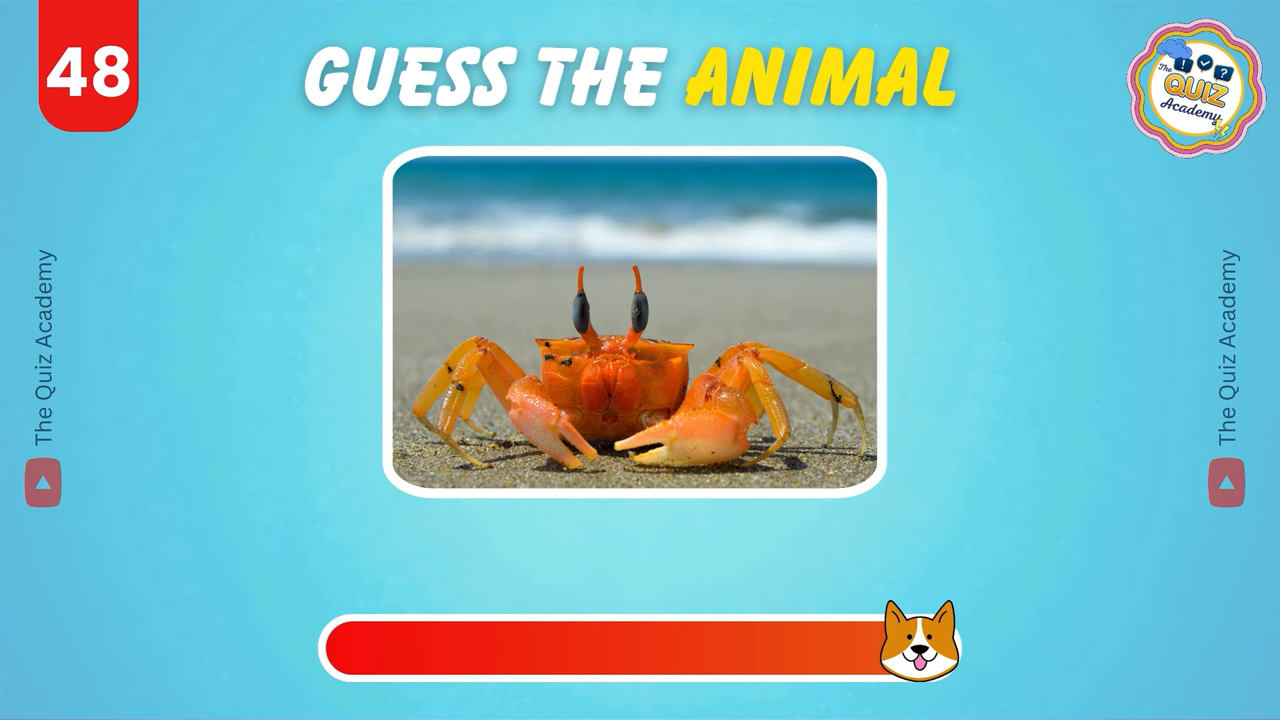 48
GUESS THE ANIMAL
The
! ?
QUIZ
Academy
The Quiz Academy
The Quiz Academy